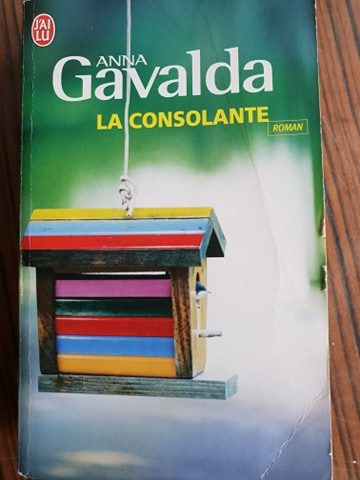 J'AI
LU
ANNA
Gavalda
LA CONSOLANTE
ROMAN